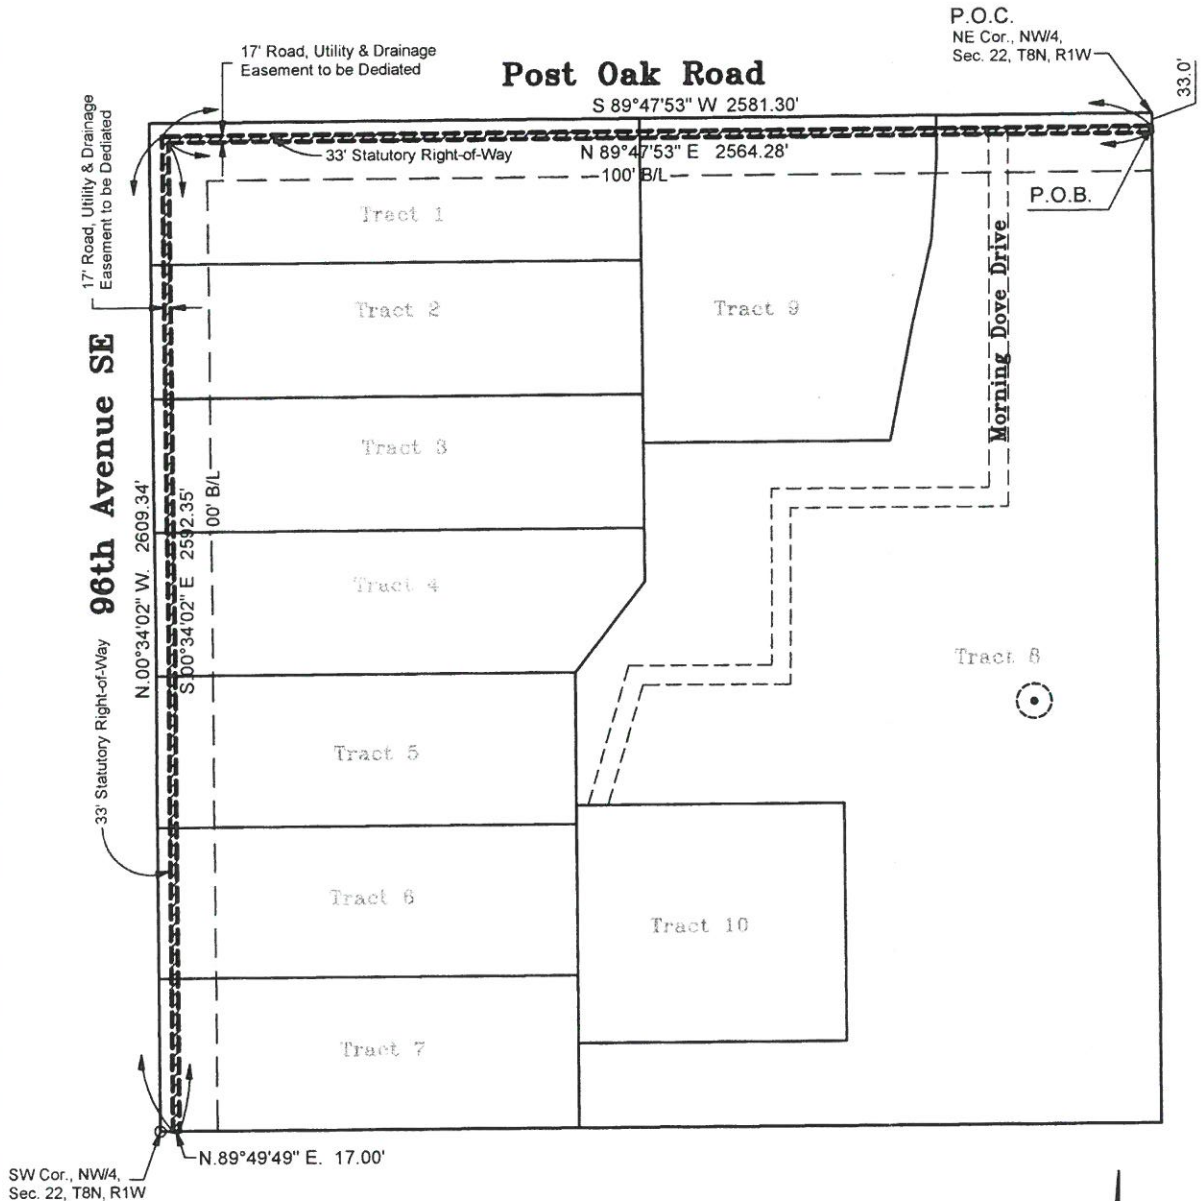 P.O.C.
NE Cor., NW/4,
Sec. 22, T8N, R1W
33.0'
17' Road, Utility & Drainage
Easement to be Dediated
Post Oak Road
S 89°47'53" W 2581.30'
33' Statutory Right-of-Way
N 89°47'53" E 2564.28'
100' B/L
P.O.B.
17' Road, Utility & Drainage
Easement to be Dediated
Tract 1
Tract 2
Tract 9
Morning Dove Drive
96th Avenue SE
Tract 3
N.00°34'02" W. 2609.34'
S.00°34'02" E 2592.35'
100' B/L
Tract 4
33' Statutory Right-of-Way
Tract 8
Tract 5
Tract 6
Tract 10
Tract 7
N.89°49'49" E. 17.00'
SW Cor., NW/4,
Sec. 22, T8N, R1W